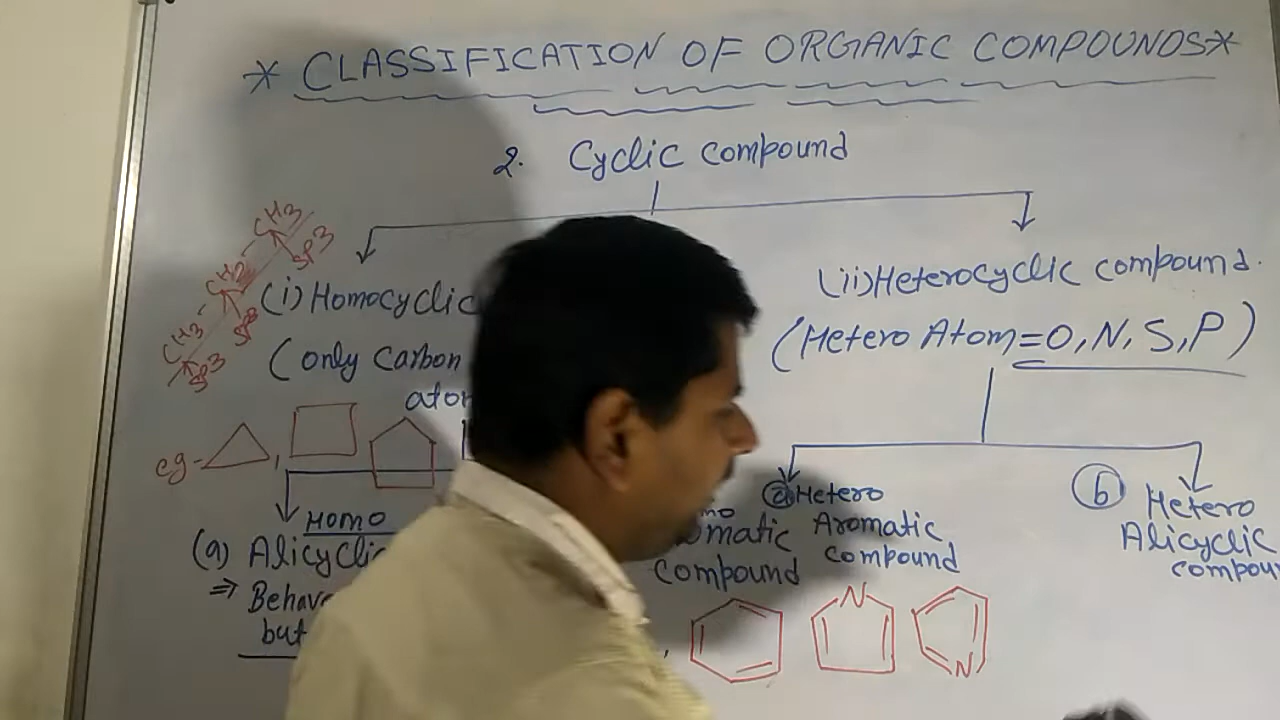 * CLASSIFICATION OF ORGANIC COMPOUNDS*
2. Cyclic compound
CH3
SP3
CH2
SP3
CH3
SP3
(i) Homocyclic
(only carbon
atom
eg-
(ii) Heterocyclic compound.
(Hetero Atom=O, N, S, P)
Homo
(a) Alicyclic
⇒ Behave
but
compound
(a) Hetero
Aromatic
compound
(b) Hetero
Alicyclic
N
N